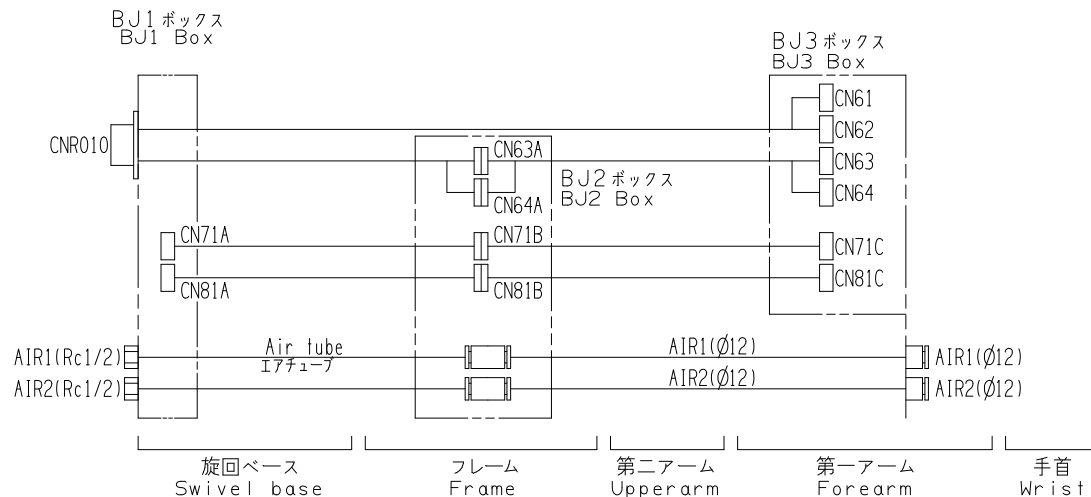 BJ1ボックス
BJ1 Box
BJ3ボックス
BJ3 Box
CN61
CNR010
CN62
CN63A
CN63
BJ2ボックス
BJ2 Box
CN64A
CN64
CN71A
CN71B
CN71C
CN81A
CN81B
CN81C
AIR1(Rc1/2)
Air tube
エアチューブ
AIR1(Ø12)
AIR1(Ø12)
AIR2(Rc1/2)
AIR2(Ø12)
AIR2(Ø12)
旋回ベース
Swivel base
フレーム
Frame
第二アーム
Upperarm
第一アーム
Forearm
手首
Wrist